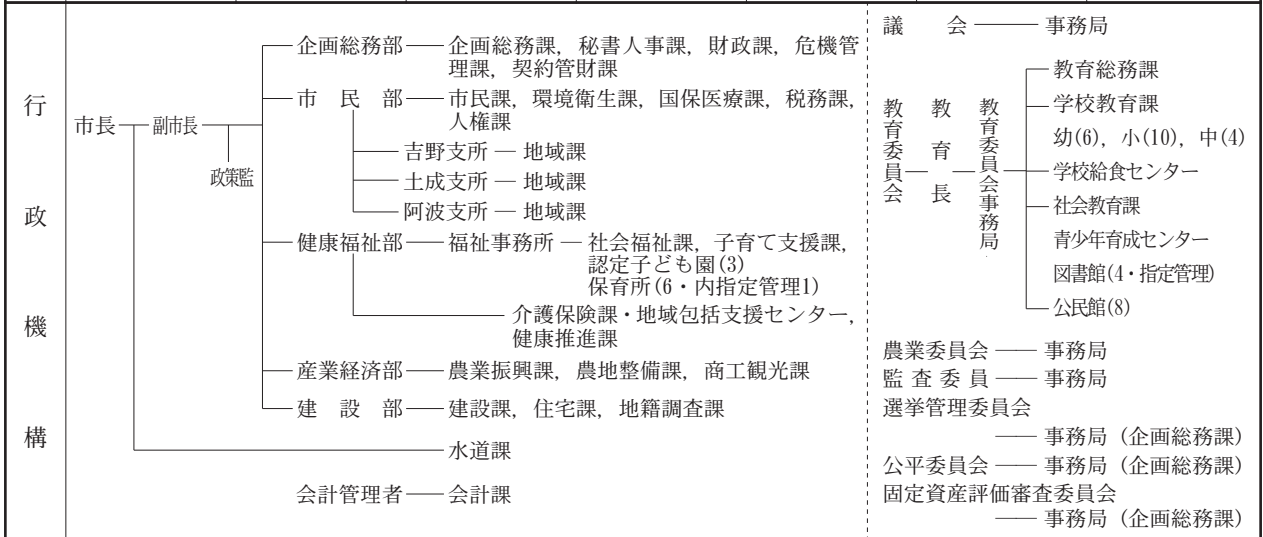 行政機構
市長
副市長
政策監
企画総務部
企画総務課，秘書人事課，財政課，危機管
理課，契約管財課
市民部
市民課，環境衛生課，国保医療課，税務課，
人権課
吉野支所
地域課
土成支所
地域課
阿波支所
地域課
健康福祉部
福祉事務所
社会福祉課，子育て支援課，
認定子ども園(3)
保育所(6・内指定管理1)
介護保険課・地域包括支援センター，
健康推進課
産業経済部
農業振興課，農地整備課，商工観光課
建設部
建設課，住宅課，地籍調査課
水道課
会計管理者
会計課
議会
事務局
教育委員会
教育長
教育委員会事務局
教育総務課
学校教育課
幼(6)，小(10)，中(4)
学校給食センター
社会教育課
青少年育成センター
図書館(4・指定管理)
公民館(8)
農業委員会
事務局
監査委員
事務局
選挙管理委員会
事務局（企画総務課）
公平委員会
事務局（企画総務課）
固定資産評価審査委員会
事務局（企画総務課）